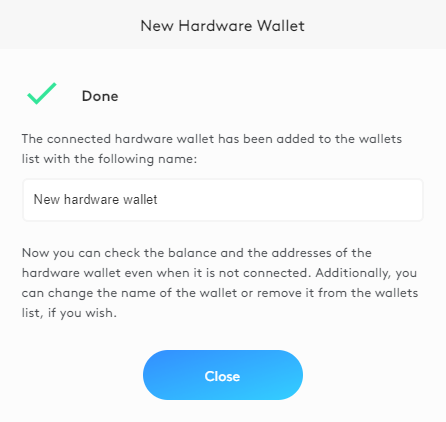 New Hardware Wallet
Done
The connected hardware wallet has been added to the wallets
list with the following name:
New hardware wallet
Now you can check the balance and the addresses of the
hardware wallet even when it is not connected. Additionally, you
can change the name of the wallet or remove it from the wallets
list, if you wish.
Close